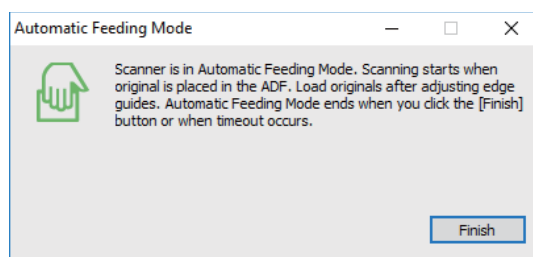 Automatic Feeding Mode
Scanner is in Automatic Feeding Mode. Scanning starts when
original is placed in the ADF. Load originals after adjusting edge
guides. Automatic Feeding Mode ends when you click the [Finish]
button or when timeout occurs.
Finish